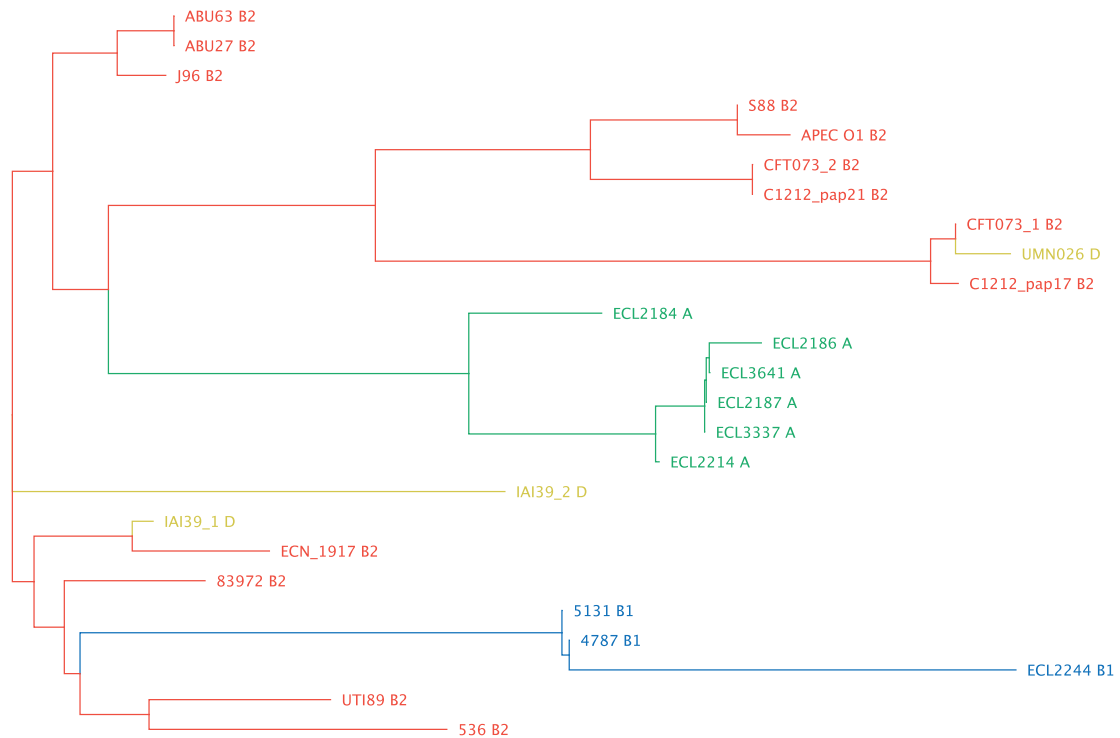 ABU63 B2
ABU27 B2
J96 B2
S88 B2
APEC O1 B2
CFT073_2 B2
C1212_pap21 B2
CFT073_1 B2
UMN026 D
C1212_pap17 B2
ECL2184 A
ECL2186 A
ECL3641 A
ECL2187 A
ECL3337 A
ECL2214 A
IAI39_2 D
IAI39_1 D
ECN_1917 B2
83972 B2
5131 B1
4787 B1
ECL2244 B1
UTI89 B2
536 B2